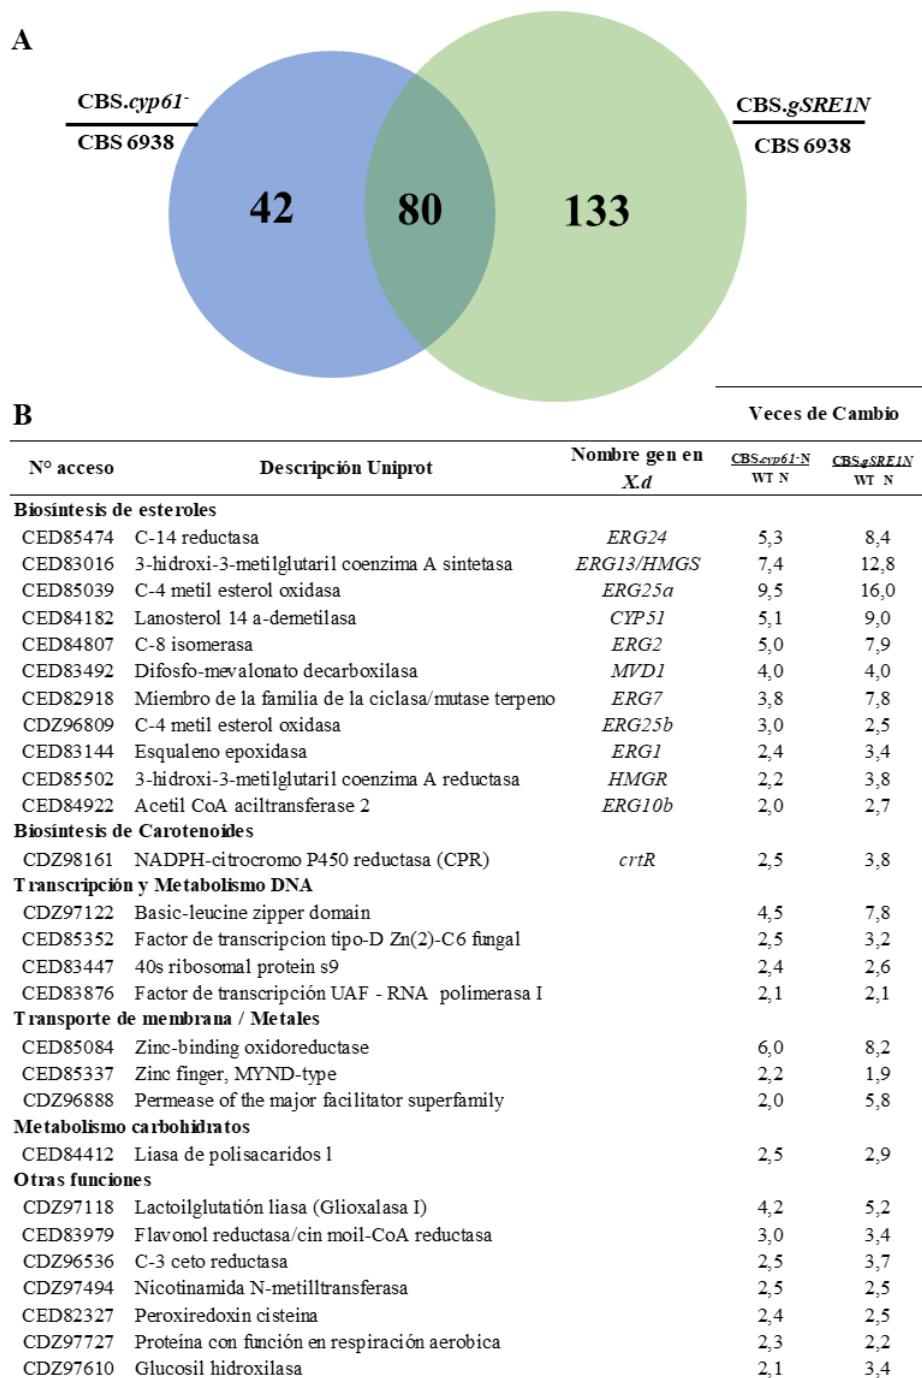 A
CBS.cyp61-
CBS 6938
CBS.gSRE1N
CBS 6938
42
80
133
B
Veces de Cambio
N° acceso Descripción Uniprot Nombre gen en X.d CBS.cyp61-N WT N CBS.gSRE1N WT N
Biosíntesis de esteroles
CED85474 C-14 reductasa ERG24 5,3 8,4
CED83016 3-hidroxi-3-metilglutaril coenzima A sintetasa ERG13/HMGS 7,4 12,8
CED85039 C-4 metil esterol oxidasa ERG25a 9,5 16,0
CED84182 Lanosterol 14 a-demetilasa CYP51 5,1 9,0
CED84807 C-8 isomerasa ERG2 5,0 7,9
CED83492 Difosfo-mevalonato decarboxilasa MVD1 4,0 4,0
CED82918 Miembro de la familia de la ciclasa/mutase terpeno ERG7 3,8 7,8
CDZ96809 C-4 metil esterol oxidasa ERG25b 3,0 2,5
CED83144 Esqualeno epoxidasa ERG1 2,4 3,4
CED85502 3-hidroxi-3-metilglutaril coenzima A reductasa HMGR 2,2 3,8
CED84922 Acetil CoA aciltransferase 2 ERG10b 2,0 2,7
Biosíntesis de Carotenoides
CDZ98161 NADPH-citrocromo P450 reductasa (CPR) crtR 2,5 3,8
Transcripción y Metabolismo DNA
CDZ97122 Basic-leucine zipper domain 4,5 7,8
CED85352 Factor de transcripcion tipo-D Zn(2)-C6 fungal 2,5 3,2
CED83447 40s ribosomal protein s9 2,4 2,6
CED83876 Factor de transcripción UAF - RNA polimerasa I 2,1 2,1
Transporte de membrana / Metales
CED85084 Zinc-binding oxidoreductase 6,0 8,2
CED85337 Zinc finger, MYND-type 2,2 1,9
CDZ96888 Permease of the major facilitator superfamily 2,0 5,8
Metabolismo carbohidratos
CED84412 Liasa de polisacaridos l 2,5 2,9
Otras funciones
CDZ97118 Lactoilglutatión liasa (Glioxalasa I) 4,2 5,2
CED83979 Flavonol reductasa/cin moil-CoA reductasa 3,0 3,4
CDZ96536 C-3 ceto reductasa 2,5 3,7
CDZ97494 Nicotinamida N-metilltransferasa 2,5 2,5
CED82327 Peroxiredoxin cisteina 2,4 2,5
CDZ97727 Proteína con función en respiración aerobica 2,3 2,2
CDZ97610 Glucosil hidroxilasa 2,1 3,4